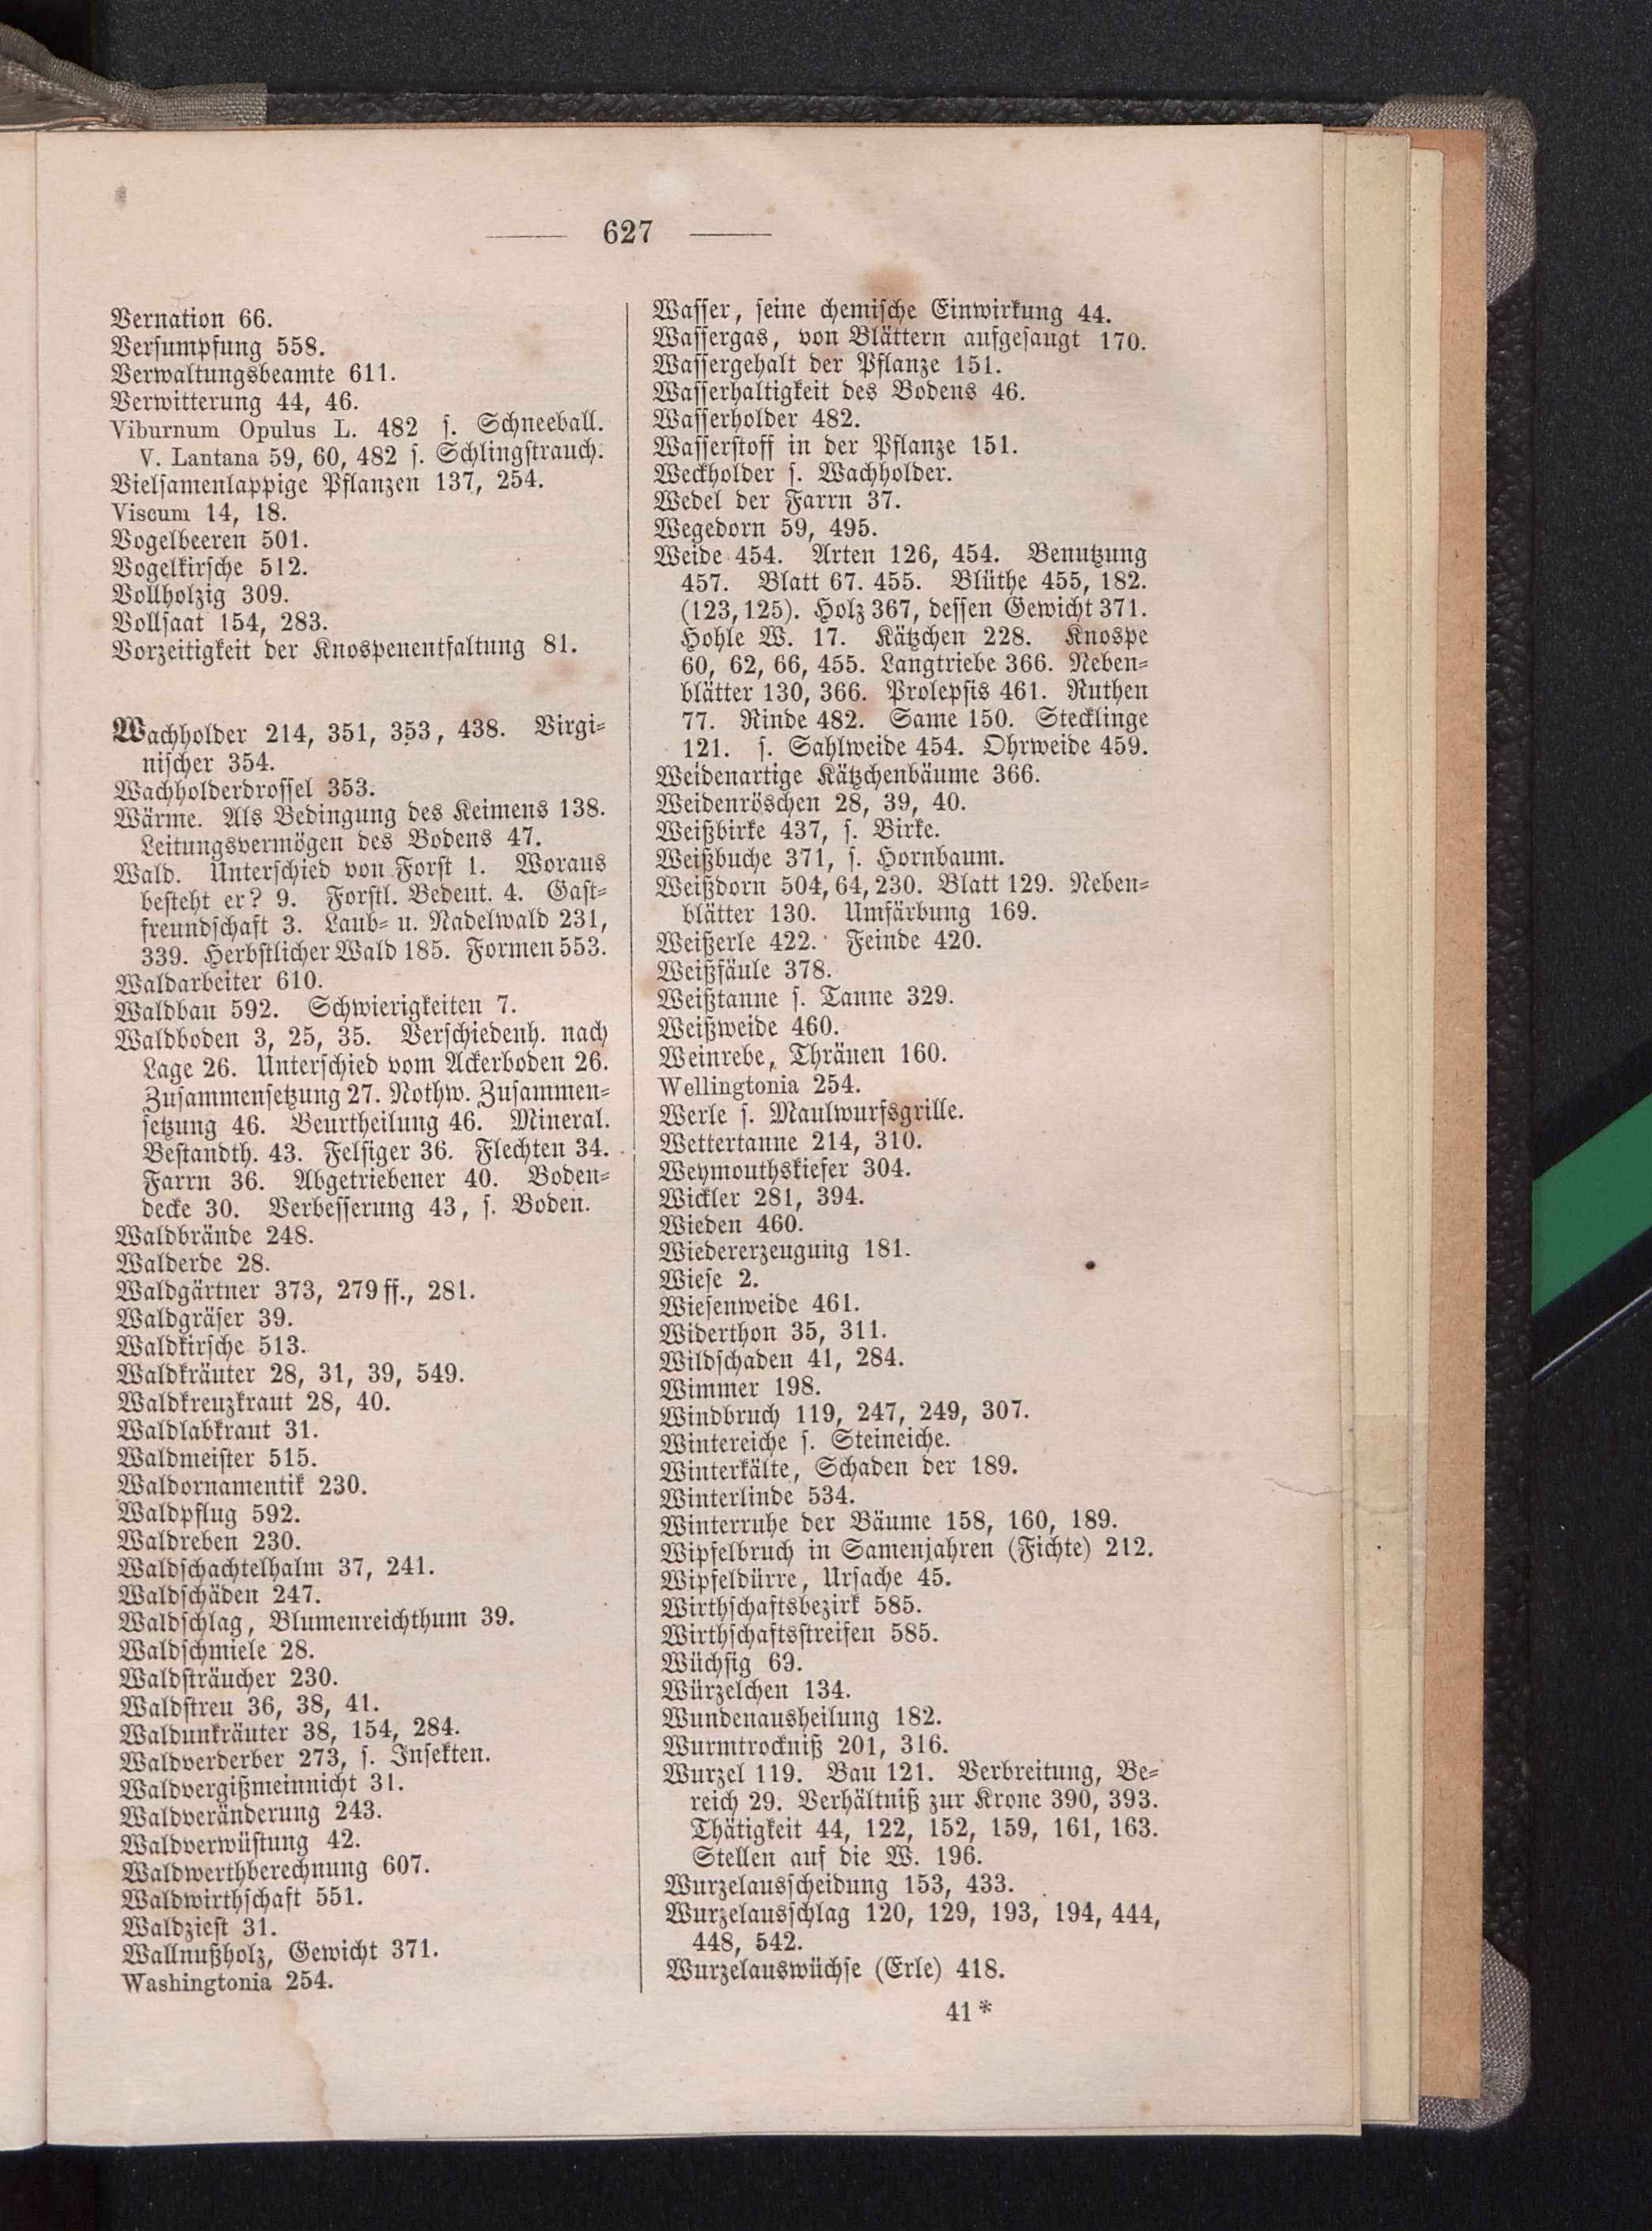 627
Vernation 66.
Versumpfung 558.
Verwaltungsbeamte 611.
Verwitterung 44, 46.
Viburnum Opulus L. 482 s. Schneeball.
V. Lantana 59, 60, 482 s. Schlingstrauch.
Vielsamenlappige Pflanzen 137, 254.
Viscum 14, 18.
Vogelbeeren 501.
Vogelkirsche 512.
Vollholzig 309.
Vollsaat 154, 283.
Vorzeitigkeit der Knospenentfaltung 81.
Wachholder 214, 351, 353, 438. Virgi-
nischer 354.
Wachholderdrossel 353.
Wärme. Als Bedingung des Keimens 138.
Leitungsvermögen des Bodens 47.
Wald. Unterschied von Forst 1. Woraus
besteht er? 9. Forstl. Bedeut. 4. Gast-
freundschaft 3. Laub- u. Nadelwald 231,
339. Herbstlicher Wald 185. Formen 553.
Waldarbeiter 610.
Waldbau 592. Schwierigkeiten 7.
Waldboden 3, 25, 35. Verschiedenh. nach
Lage 26. Unterschied vom Ackerboden 26.
Zusammensetzung 27. Nothw. Zusammen-
setzung 46. Beurtheilung 46. Mineral.
Bestandth. 43. Felsiger 36. Flechten 34.
Farrn 36. Abgetriebener 40. Boden-
decke 30. Verbesserung 43, s. Boden.
Waldbrände 248.
Walderde 28.
Waldgärtner 373, 279 ff., 281.
Waldgräser 39.
Waldkirsche 513.
Waldkräuter 28, 31, 39, 549.
Waldkreuzkraut 28, 40.
Waldlabkraut 31.
Waldmeister 515.
Waldornamentik 230.
Waldpflug 592.
Waldreben 230.
Waldschachtelhalm 37, 241.
Waldschäden 247.
Waldschlag, Blumenreichthum 39.
Waldschmiele 28.
Waldsträucher 230.
Waldstreu 36, 38, 41.
Waldunkräuter 38, 154, 284.
Waldverderber 273, s. Insekten.
Waldvergißmeinnicht 31.
Waldveränderung 243.
Waldverwüstung 42.
Waldwerthberechnung 607.
Waldwirthschaft 551.
Waldziest 31.
Wallnußholz, Gewicht 371.
Washingtonia 254.
Wasser, seine chemische Einwirkung 44.
Wassergas, von Blättern aufgesaugt 170.
Wassergehalt der Pflanze 151.
Wasserhaltigkeit des Bodens 46.
Wasserholder 482.
Wasserstoff in der Pflanze 151.
Weckholder s. Wachholder.
Wedel der Farrn 37.
Wegedorn 59, 495.
Weide 454. Arten 126, 454. Benutzung
457. Blatt 67. 455. Blüthe 455, 182.
(123, 125). Holz 367, dessen Gewicht 371.
Hohle W. 17. Kätzchen 228. Knospe
60, 62, 66, 455. Langtriebe 366. Neben-
blätter 130, 366. Prolepsis 461. Ruthen
77. Rinde 482. Same 150. Stecklinge
121. s. Sahlweide 454. Ohrweide 459.
Weidenartige Kätzchenbäume 366.
Weidenröschen 28, 39, 40.
Weißbirke 437, s. Birke.
Weißbuche 371, s. Hornbaum.
Weißdorn 504, 64, 230. Blatt 129. Neben-
blätter 130. Umfärbung 169.
Weißerle 422. Feinde 420.
Weißfäule 378.
Weißtanne s. Tanne 329.
Weißweide 460.
Weinrebe, Thränen 160.
Wellingtonia 254.
Werle s. Maulwurfsgrille.
Wettertanne 214, 310.
Weymouthskiefer 304.
Wickler 281, 394.
Wieden 460.
Wiedererzeugung 181.
Wiese 2.
Wiesenweide 461.
Widerthon 35, 311.
Wildschaden 41, 284.
Wimmer 198.
Windbruch 119, 247, 249, 307.
Wintereiche s. Steineiche.
Winterkälte, Schaden der 189.
Winterlinde 534.
Winterruhe der Bäume 158, 160, 189.
Wipfelbruch in Samenjahren (Fichte) 212.
Wipfeldürre, Ursache 45.
Wirthschaftsbezirk 585.
Wirthschaftsstreifen 585.
Wüchsig 69.
Würzelchen 134.
Wundenausheilung 182.
Wurmtrockniß 201, 316.
Wurzel 119. Bau 121. Verbreitung, Be-
reich 29. Verhältniß zur Krone 390, 393.
Thätigkeit 44, 122, 152, 159, 161, 163.
Stellen auf die W. 196.
Wurzelausscheidung 153, 433.
Wurzelausschlag 120, 129, 193, 194, 444,
448, 542.
Wurzelauswüchse (Erle) 418.
41*